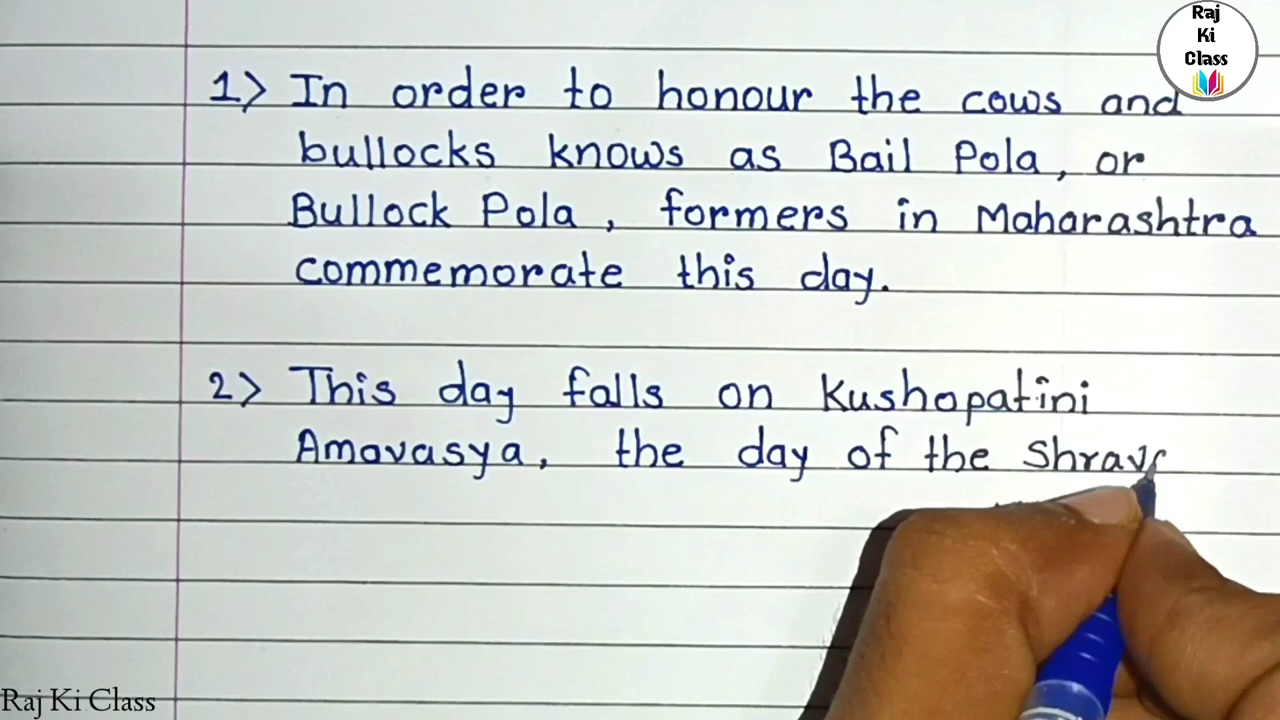 Raj
Ki
Class
1> In order to honour the cows and
bullocks knows as Bail Pola, or
Bullock Pola, formers in Maharashtra
commemorate this day.
2> This day falls on Kushopatini
Amavasya, the day of the Shrav
Raj Ki Class